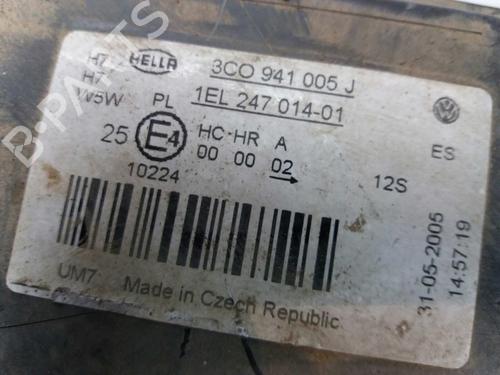 H7 HELLA 3C0 941 005 J
H7
W5W PL 1EL 247 014-01
25 E4 HC-HR A ES
00 00 02 → 12S
10224
UM7 Made in Czech Republic
31-05-2005
14:57:19
B-PARTS